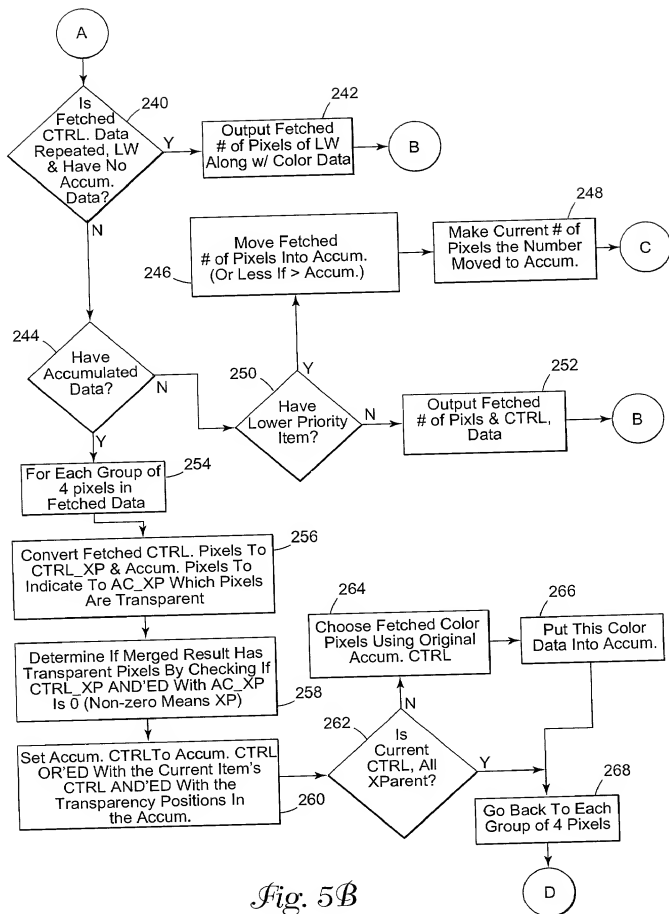 A
Is
Fetched
CTRL. Data
Repeated, LW
& Have No
Accum.
Data?
240
Y
N
242
Output Fetched
# of Pixels of LW
Along w/ Color Data
B
246
Move Fetched
# of Pixels Into Accum.
(Or Less If > Accum.)
248
Make Current # of
Pixels the Number
Moved to Accum.
C
244
Have
Accumulated
Data?
N
Y
250
Have
Lower Priority
Item?
Y
N
252
Output Fetched
# of Pixls & CTRL,
Data
B
254
For Each Group of
4 pixels in
Fetched Data
256
Convert Fetched CTRL. Pixels To
CTRL_XP & Accum. Pixels To
Indicate To AC_XP Which Pixels
Are Transparent
Determine If Merged Result Has
Transparent Pixels By Checking If
CTRL_XP AND'ED With AC_XP
Is 0 (Non-zero Means XP)
258
Set Accum. CTRLTo Accum. CTRL
OR'ED With the Current Item's
CTRL AND'ED With the
Transparency Positions In
the Accum.
260
262
Is
Current
CTRL, All
XParent?
N
Y
264
Choose Fetched Color
Pixels Using Original
Accum. CTRL
266
Put This Color
Data Into Accum.
268
Go Back To Each
Group of 4 Pixels
D
Fig. 5B